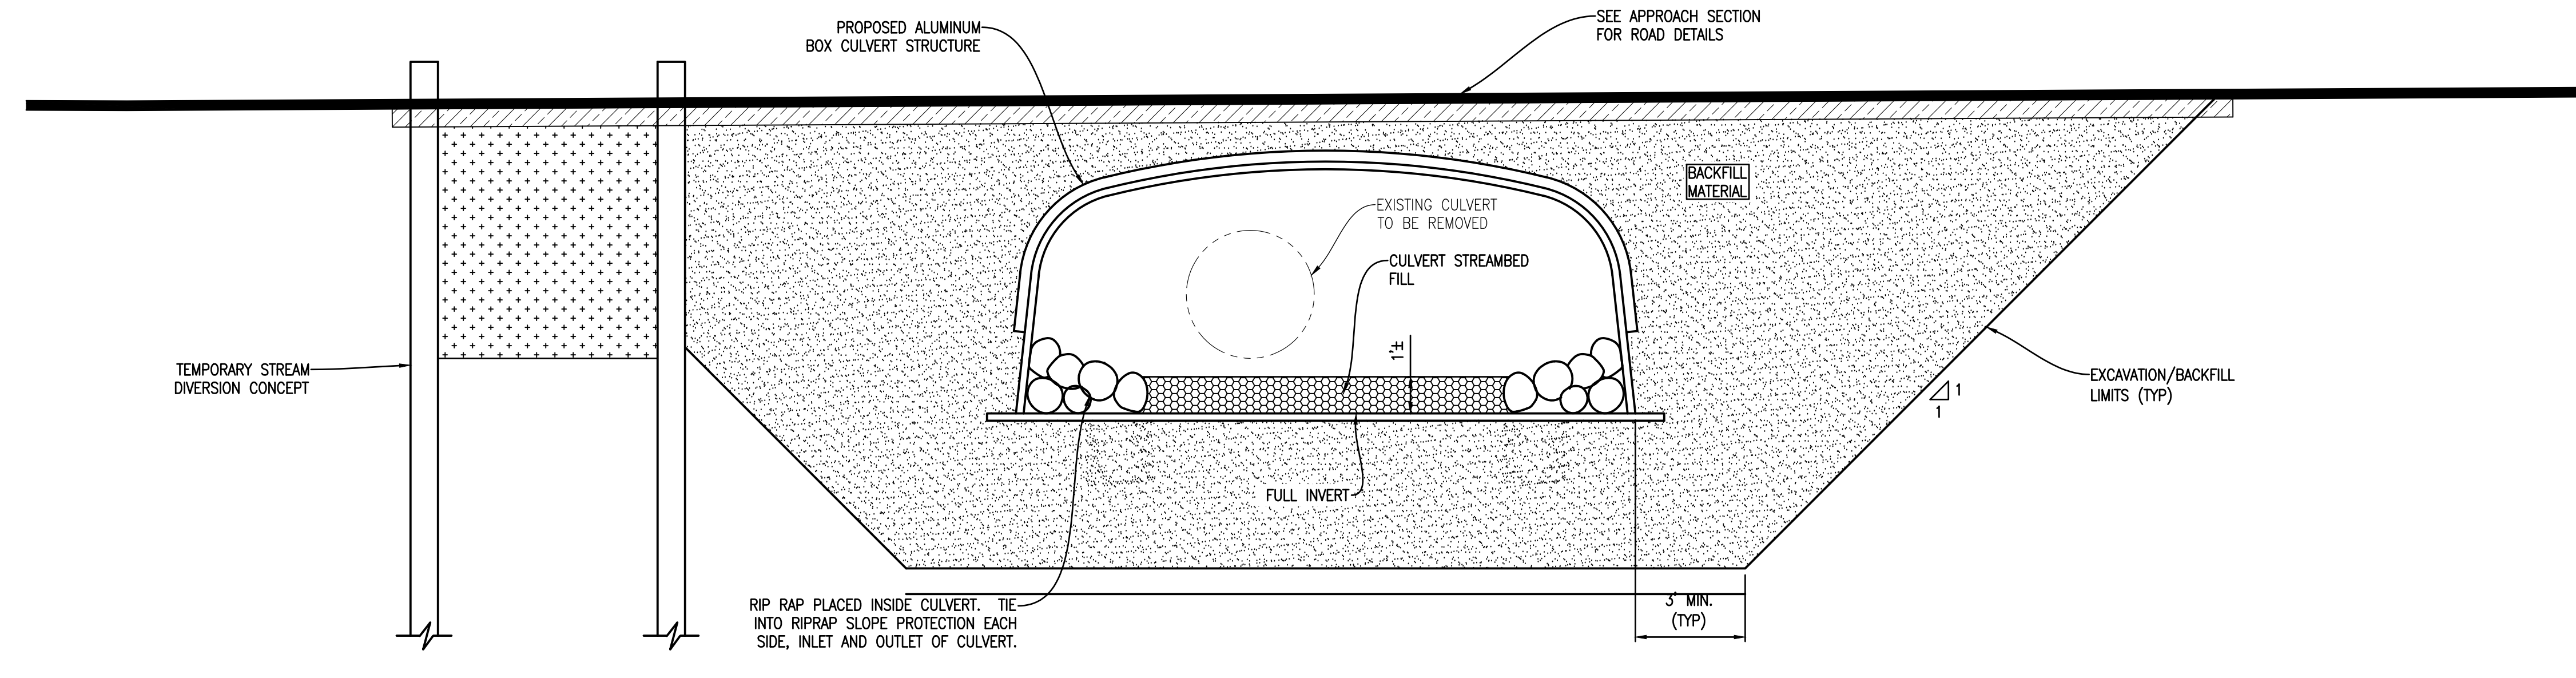 PROPOSED ALUMINUM
BOX CULVERT STRUCTURE
SEE APPROACH SECTION
FOR ROAD DETAILS
BACKFILL
MATERIAL
EXISTING CULVERT
TO BE REMOVED
CULVERT STREAMBED
FILL
1'±
TEMPORARY STREAM
DIVERSION CONCEPT
EXCAVATION/BACKFILL
LIMITS (TYP)
1
1
FULL INVERT
RIP RAP PLACED INSIDE CULVERT. TIE
INTO RIPRAP SLOPE PROTECTION EACH
SIDE, INLET AND OUTLET OF CULVERT.
3' MIN.
(TYP)